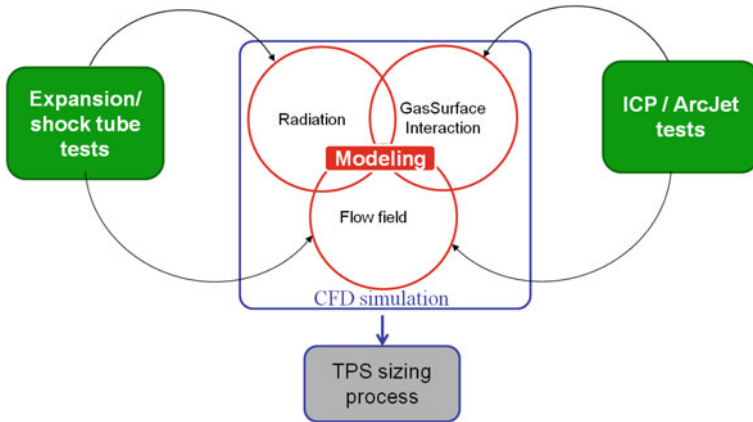 Expansion/
shock tube
tests
Radiation
GasSurface
Interaction
ICP / ArcJet
tests
Modeling
Flow field
CFD simulation
TPS sizing
process